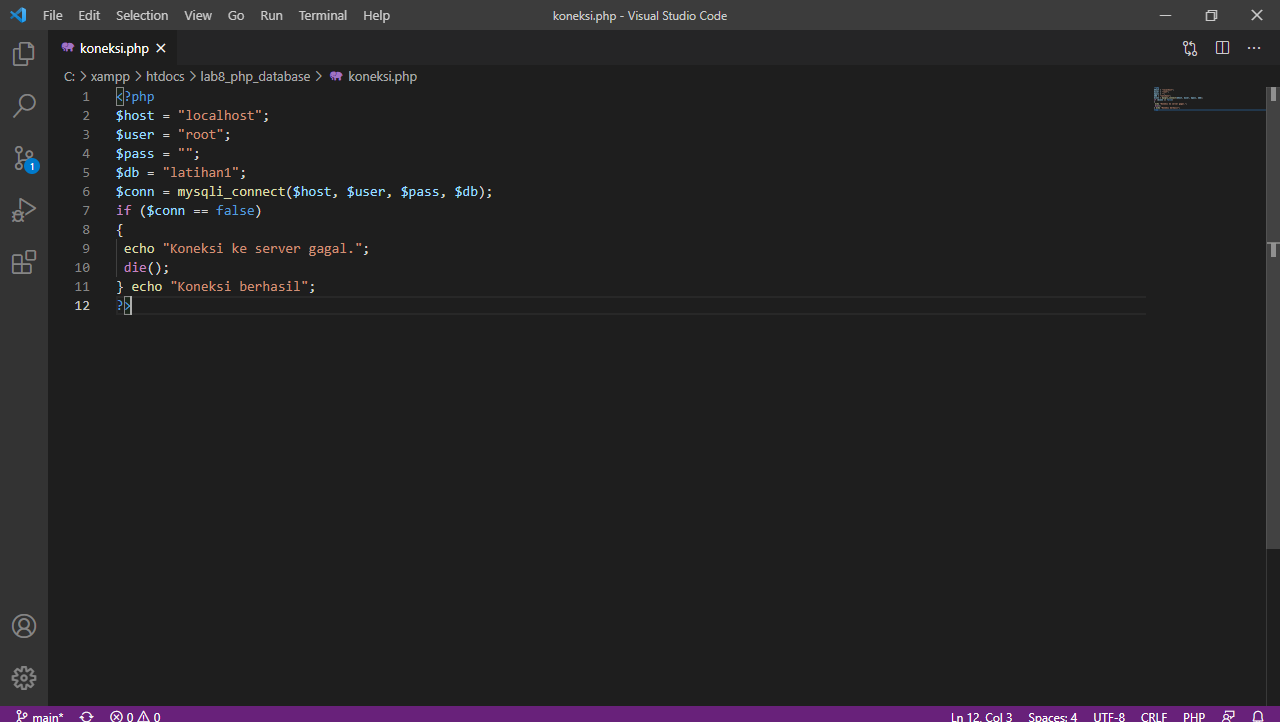 File Edit Selection View Go Run Terminal Help koneksi.php - Visual Studio Code
koneksi.php
C: > xampp > htdocs > lab8_php_database > koneksi.php
1 <?php
2 $host = "localhost";
3 $user = "root";
4 $pass = "";
5 $db = "latihan1";
6 $conn = mysqli_connect($host, $user, $pass, $db);
7 if ($conn == false)
8 {
9 echo "Koneksi ke server gagal.";
10 die();
11 } echo "Koneksi berhasil";
12 ?>
1
main* 0 0 Ln 12, Col 3 Spaces: 4 UTF-8 CRLF PHP